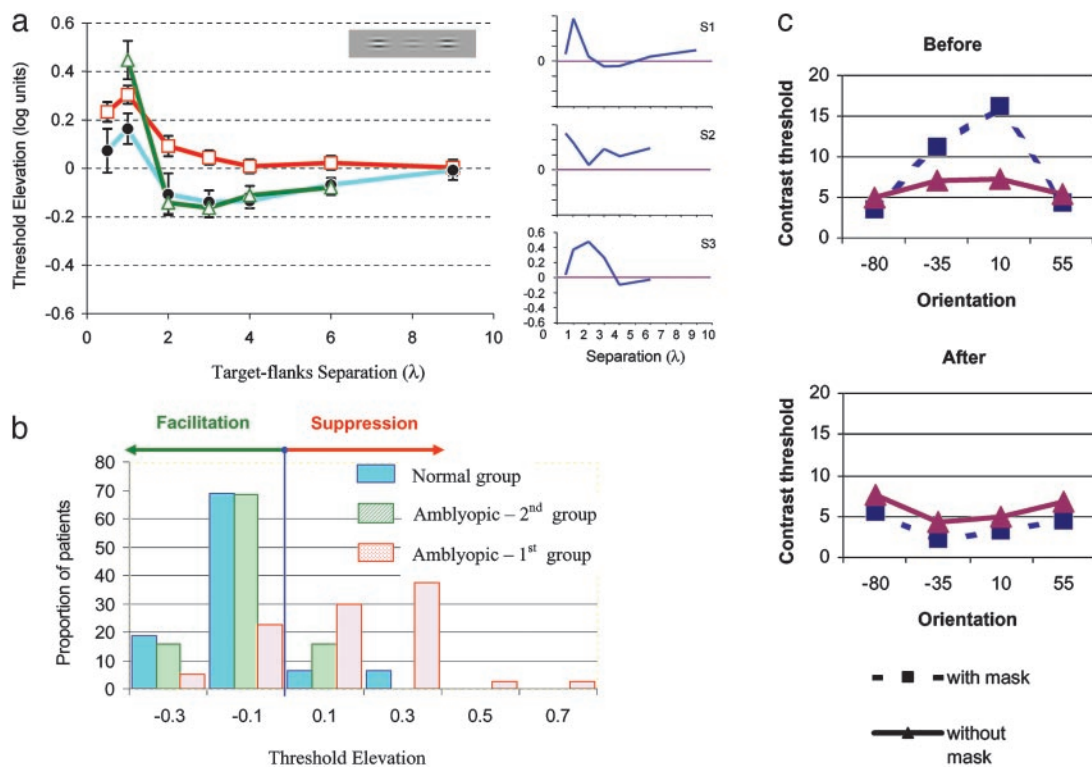 a
Threshold Elevation (log units)
0.6
0.4
0.2
0
-0.2
-0.4
-0.6
0 2 4 6 8 10
Target-flanks Separation (λ)
S1
0
S2
0
S3
0.6
0.4
0.2
0
-0.2
-0.4
-0.6
0 1 2 3 4 5 6 7 8 9 10
Separation (λ)
b
Facilitation Suppression
Proportion of patients
80
70
60
50
40
30
20
10
0
Normal group
Amblyopic – 2nd group
Amblyopic – 1st group
-0.3 -0.1 0.1 0.3 0.5 0.7
Threshold Elevation
c
Before
Contrast threshold
20
15
10
5
0
-80 -35 10 55
Orientation
After
Contrast threshold
20
15
10
5
0
-80 -35 10 55
Orientation
with mask
without
mask